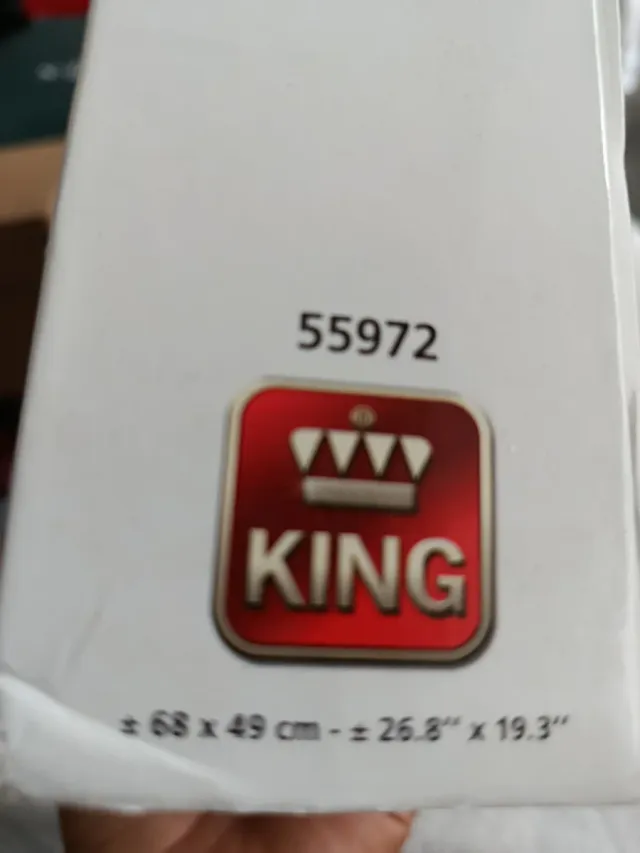 55972
KING
± 68 x 49 cm - ± 26.8‘‘ x 19.3‘‘